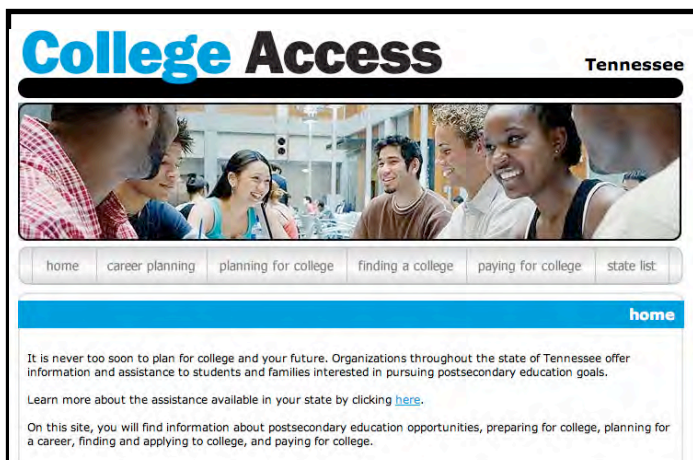 College Access
Tennessee
home career planning planning for college finding a college paying for college state list
home
It is never too soon to plan for college and your future. Organizations throughout the state of Tennessee offer
information and assistance to students and families interested in pursuing postsecondary education goals.
Learn more about the assistance available in your state by clicking here.
On this site, you will find information about postsecondary education opportunities, preparing for college, planning for
a career, finding and applying to college, and paying for college.